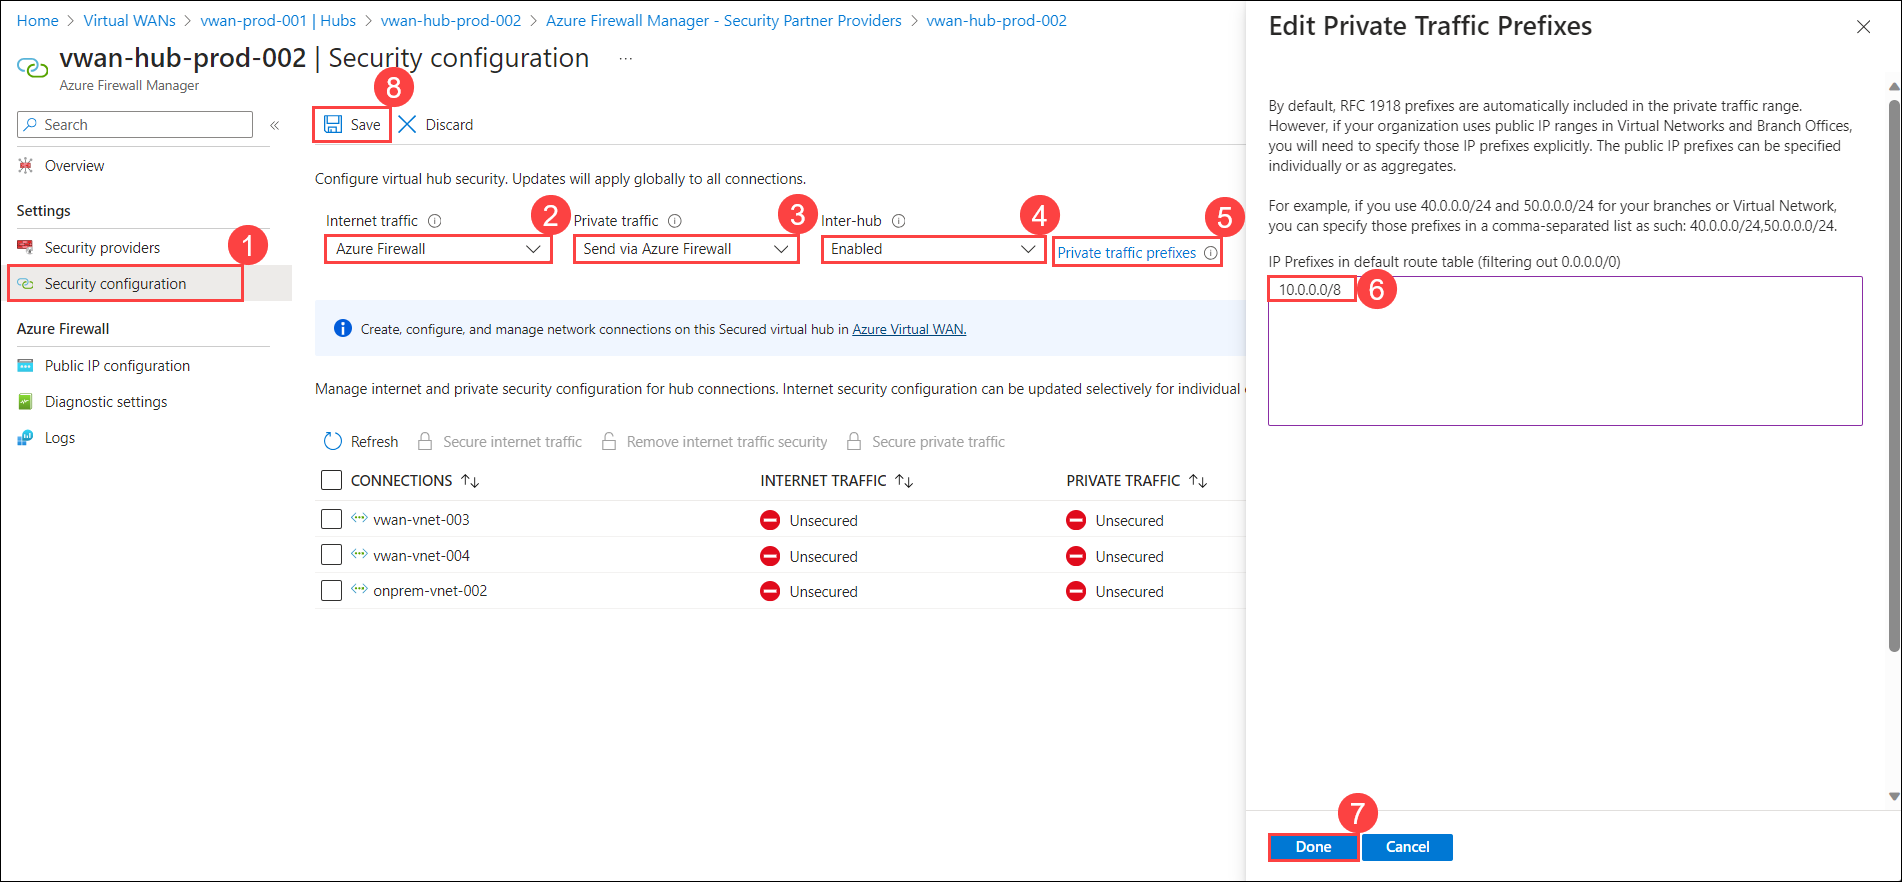 Home > Virtual WANs > vwan-prod-001 | Hubs > vwan-hub-prod-002 > Azure Firewall Manager - Security Partner Providers > vwan-hub-prod-002
vwan-hub-prod-002 | Security configuration ...
Azure Firewall Manager
8
Search «
Save Discard
Overview
Settings
Security providers
1
Security configuration
Azure Firewall
Public IP configuration
Diagnostic settings
Logs
Configure virtual hub security. Updates will apply globally to all connections.
Internet traffic 2 Private traffic 3 Inter-hub 4 5
Azure Firewall Send via Azure Firewall Enabled Private traffic prefixes
Create, configure, and manage network connections on this Secured virtual hub in Azure Virtual WAN.
Manage internet and private security configuration for hub connections. Internet security configuration can be updated selectively for individual
Refresh Secure internet traffic Remove internet traffic security Secure private traffic
CONNECTIONS INTERNET TRAFFIC PRIVATE TRAFFIC
vwan-vnet-003 Unsecured Unsecured
vwan-vnet-004 Unsecured Unsecured
onprem-vnet-002 Unsecured Unsecured
Edit Private Traffic Prefixes
By default, RFC 1918 prefixes are automatically included in the private traffic range.
However, if your organization uses public IP ranges in Virtual Networks and Branch Offices,
you will need to specify those IP prefixes explicitly. The public IP prefixes can be specified
individually or as aggregates.
For example, if you use 40.0.0.0/24 and 50.0.0.0/24 for your branches or Virtual Network,
you can specify those prefixes in a comma-separated list as such: 40.0.0.0/24,50.0.0.0/24.
IP Prefixes in default route table (filtering out 0.0.0.0/0)
10.0.0.0/8 6
7
Done Cancel